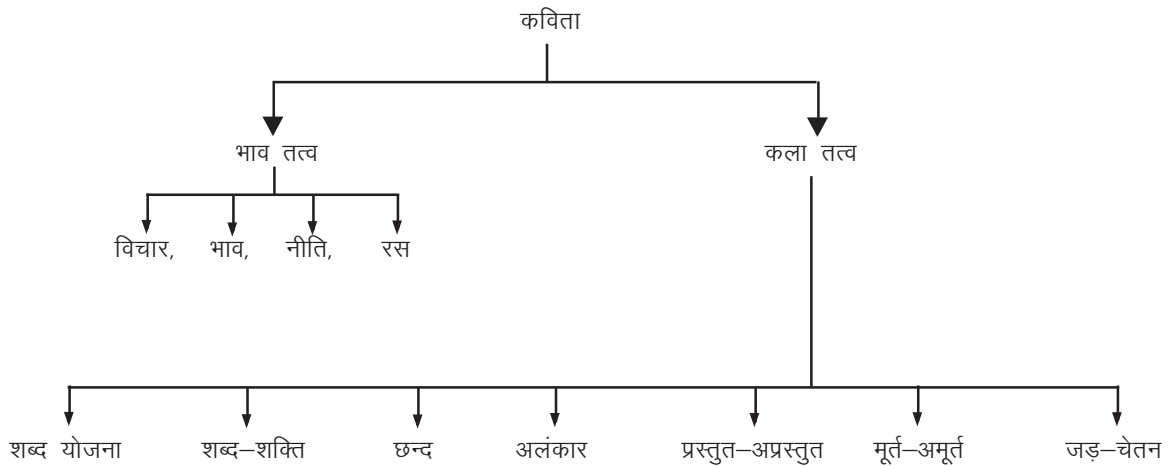 कविता
भाव तत्व कला तत्व
विचार, भाव, नीति, रस
शब्द योजना शब्द–शक्ति छन्द अलंकार प्रस्तुत–अप्रस्तुत मूर्त–अमूर्त जड़–चेतन